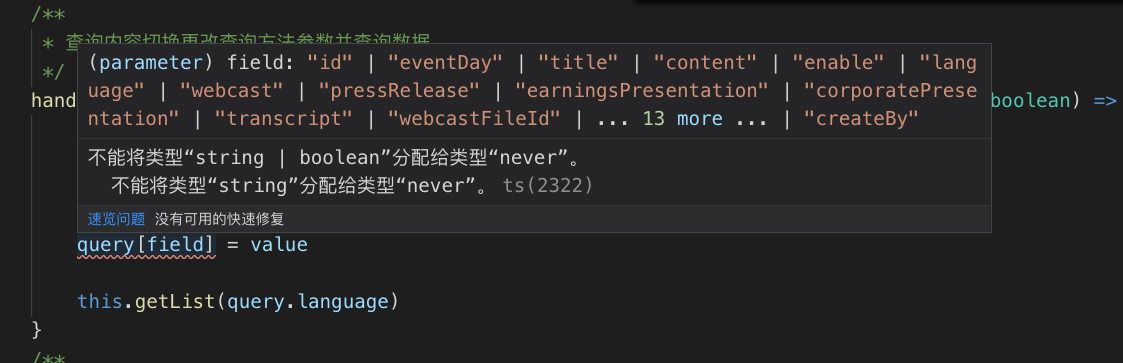 /**
* 查询内容切换更改查询方法参数并查询数据
*/
(parameter) field: "id" | "eventDay" | "title" | "content" | "enable" | "lang
uage" | "webcast" | "pressRelease" | "earningsPresentation" | "corporatePrese
ntation" | "transcript" | "webcastFileId" | ... 13 more ... | "createBy"
hand boolean) =>
不能将类型“string | boolean”分配给类型“never”。
不能将类型“string”分配给类型“never”。 ts(2322)
速览问题 没有可用的快速修复
query[field] = value
this.getList(query.language)
}
/**